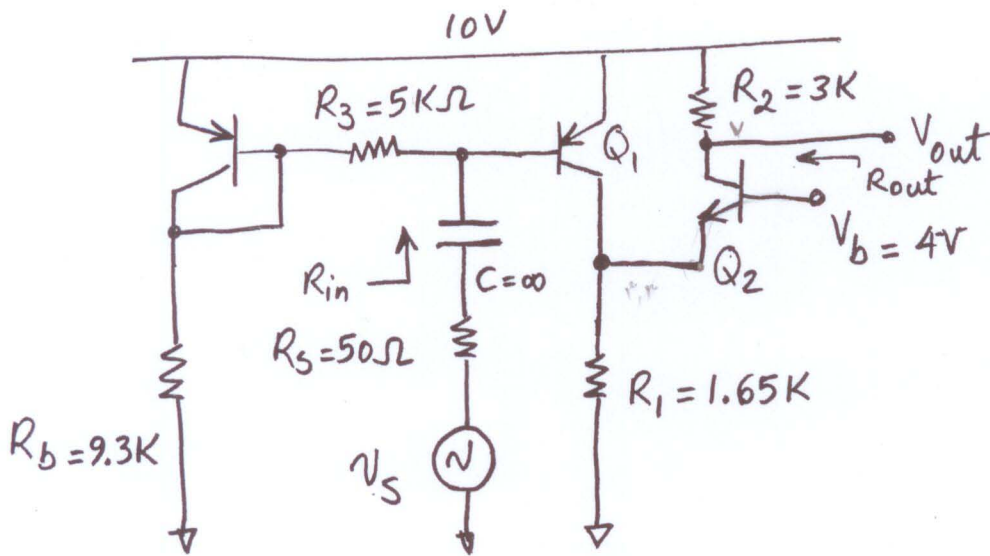 10V
R3 = 5KΩ
R2 = 3K
Q1
Vout
Rout
Vb = 4V
Q2
Rin
C=∞
Rs = 50Ω
R1 = 1.65K
Rb = 9.3K
vs